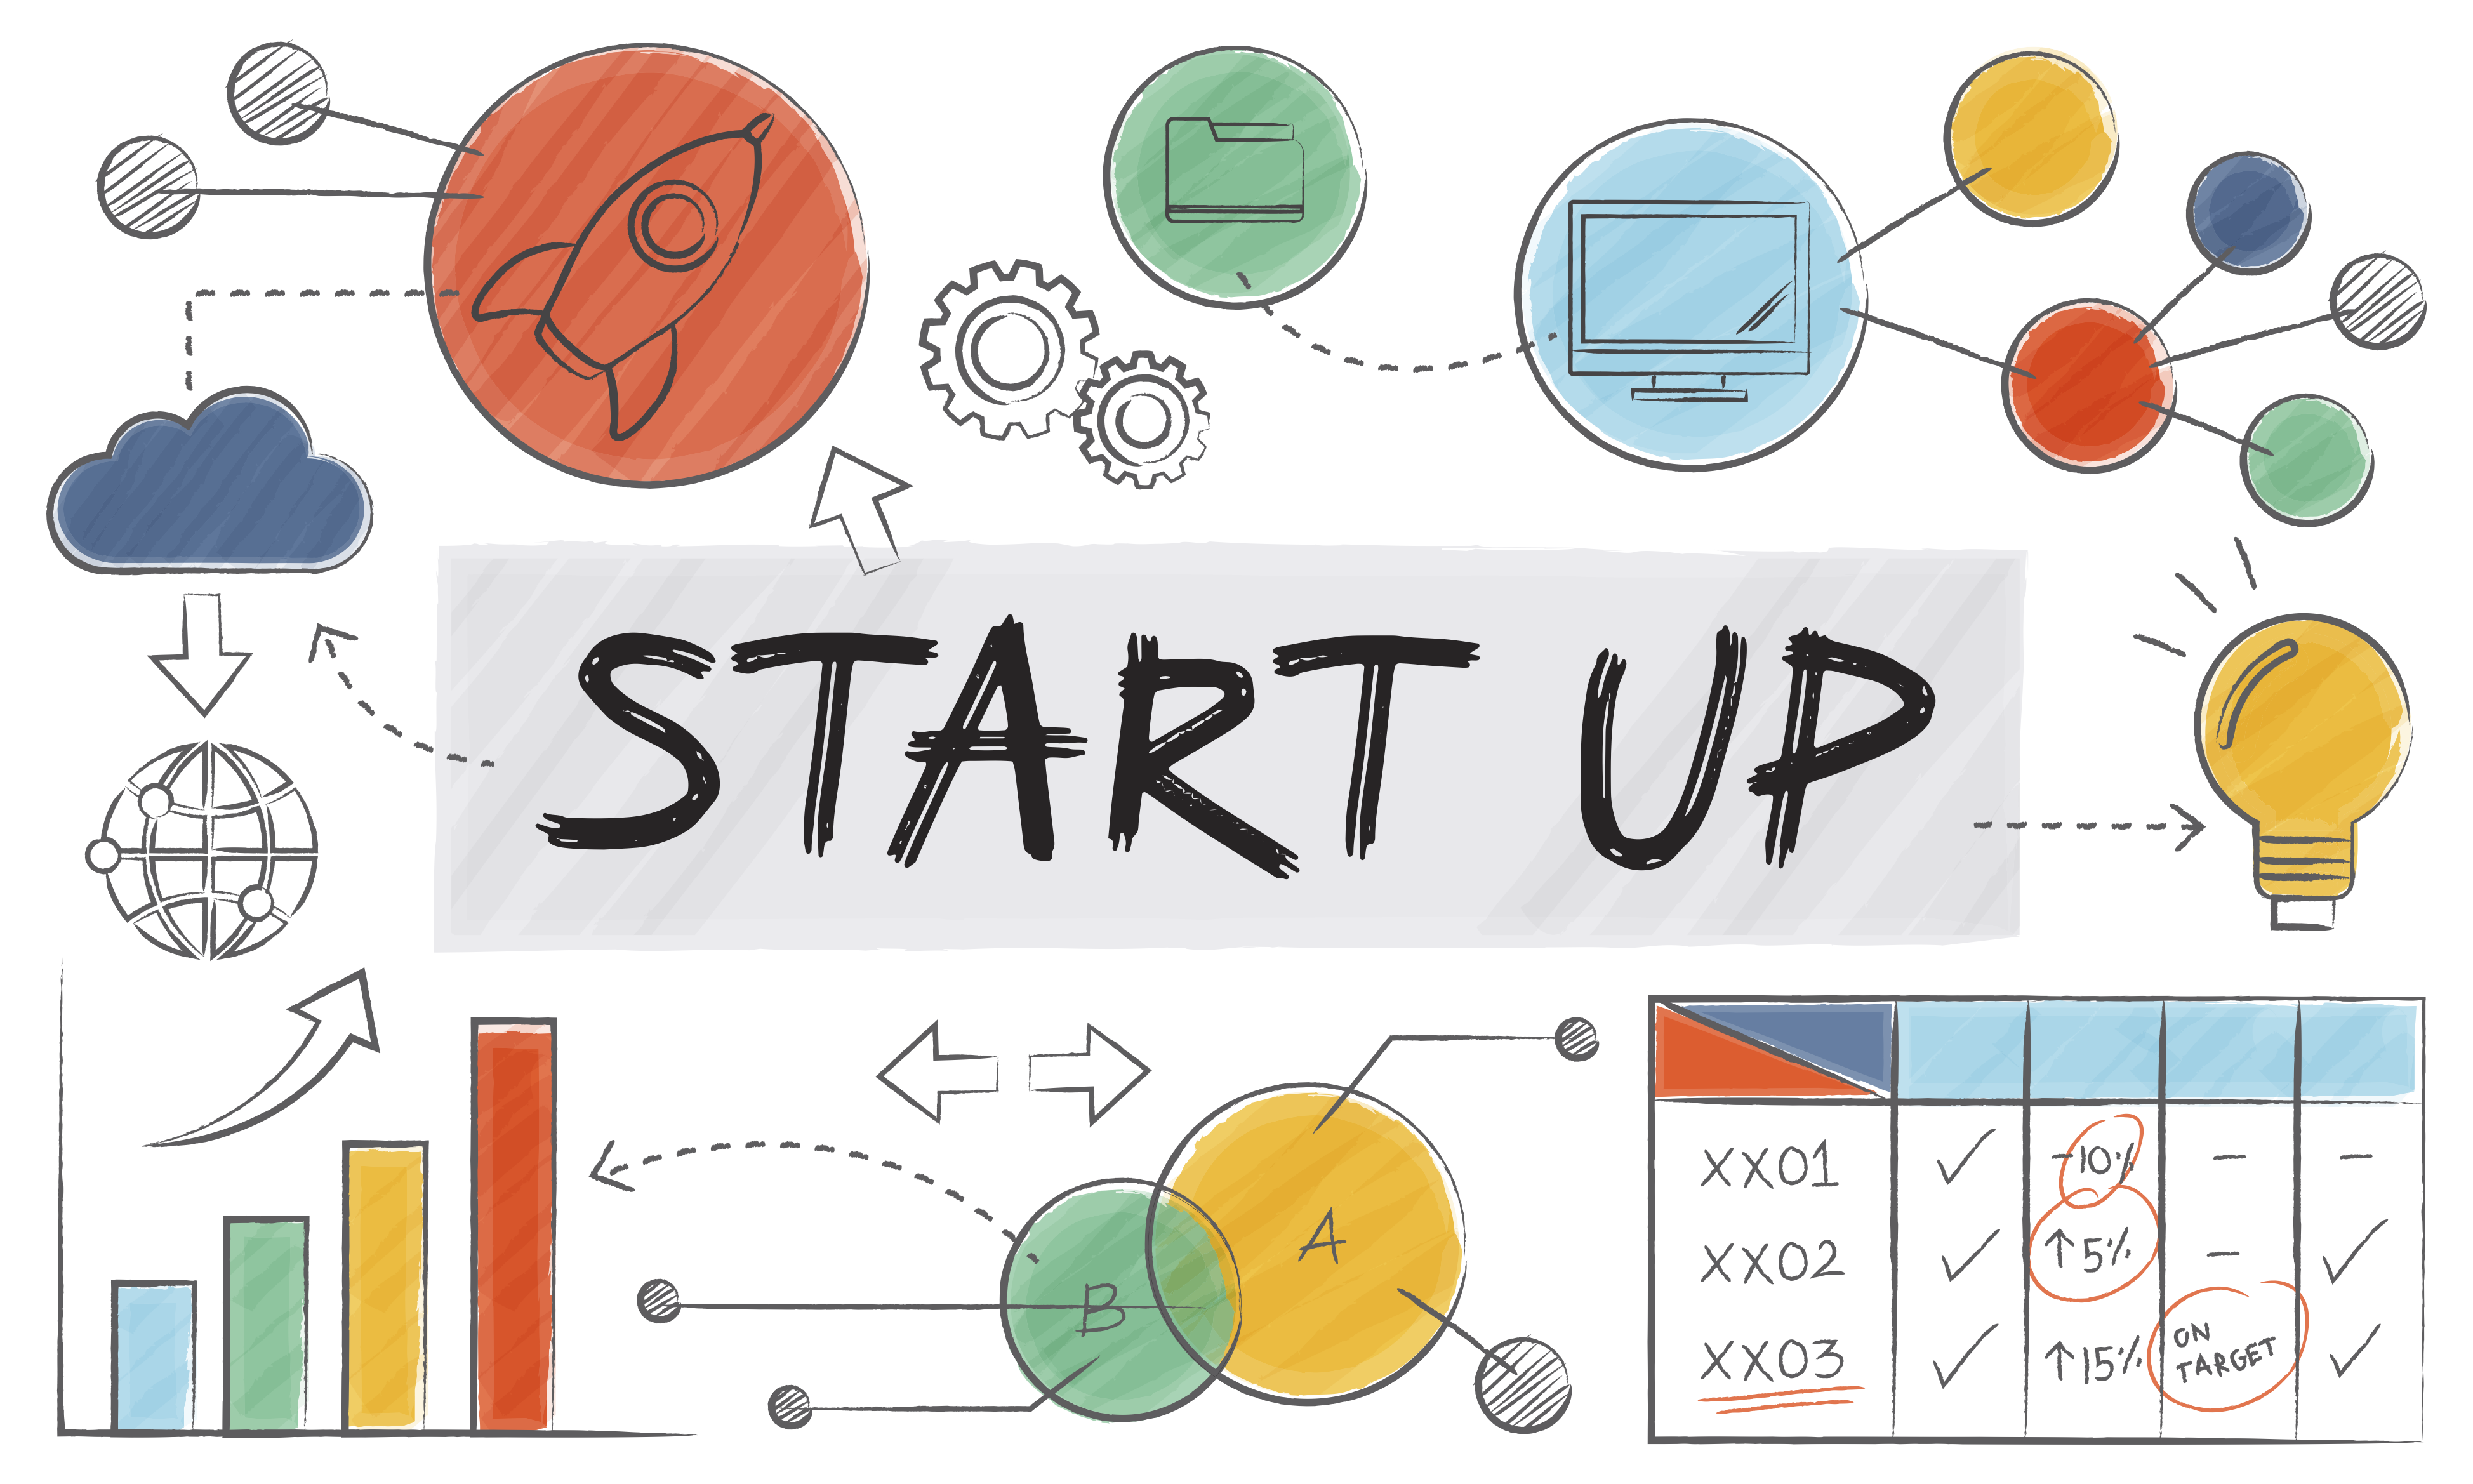 START UP
A
B
XX01 ✓ -10% – –
XX02 ✓ ↑5% – ✓
XX03 ✓ ↑15% ON TARGET ✓